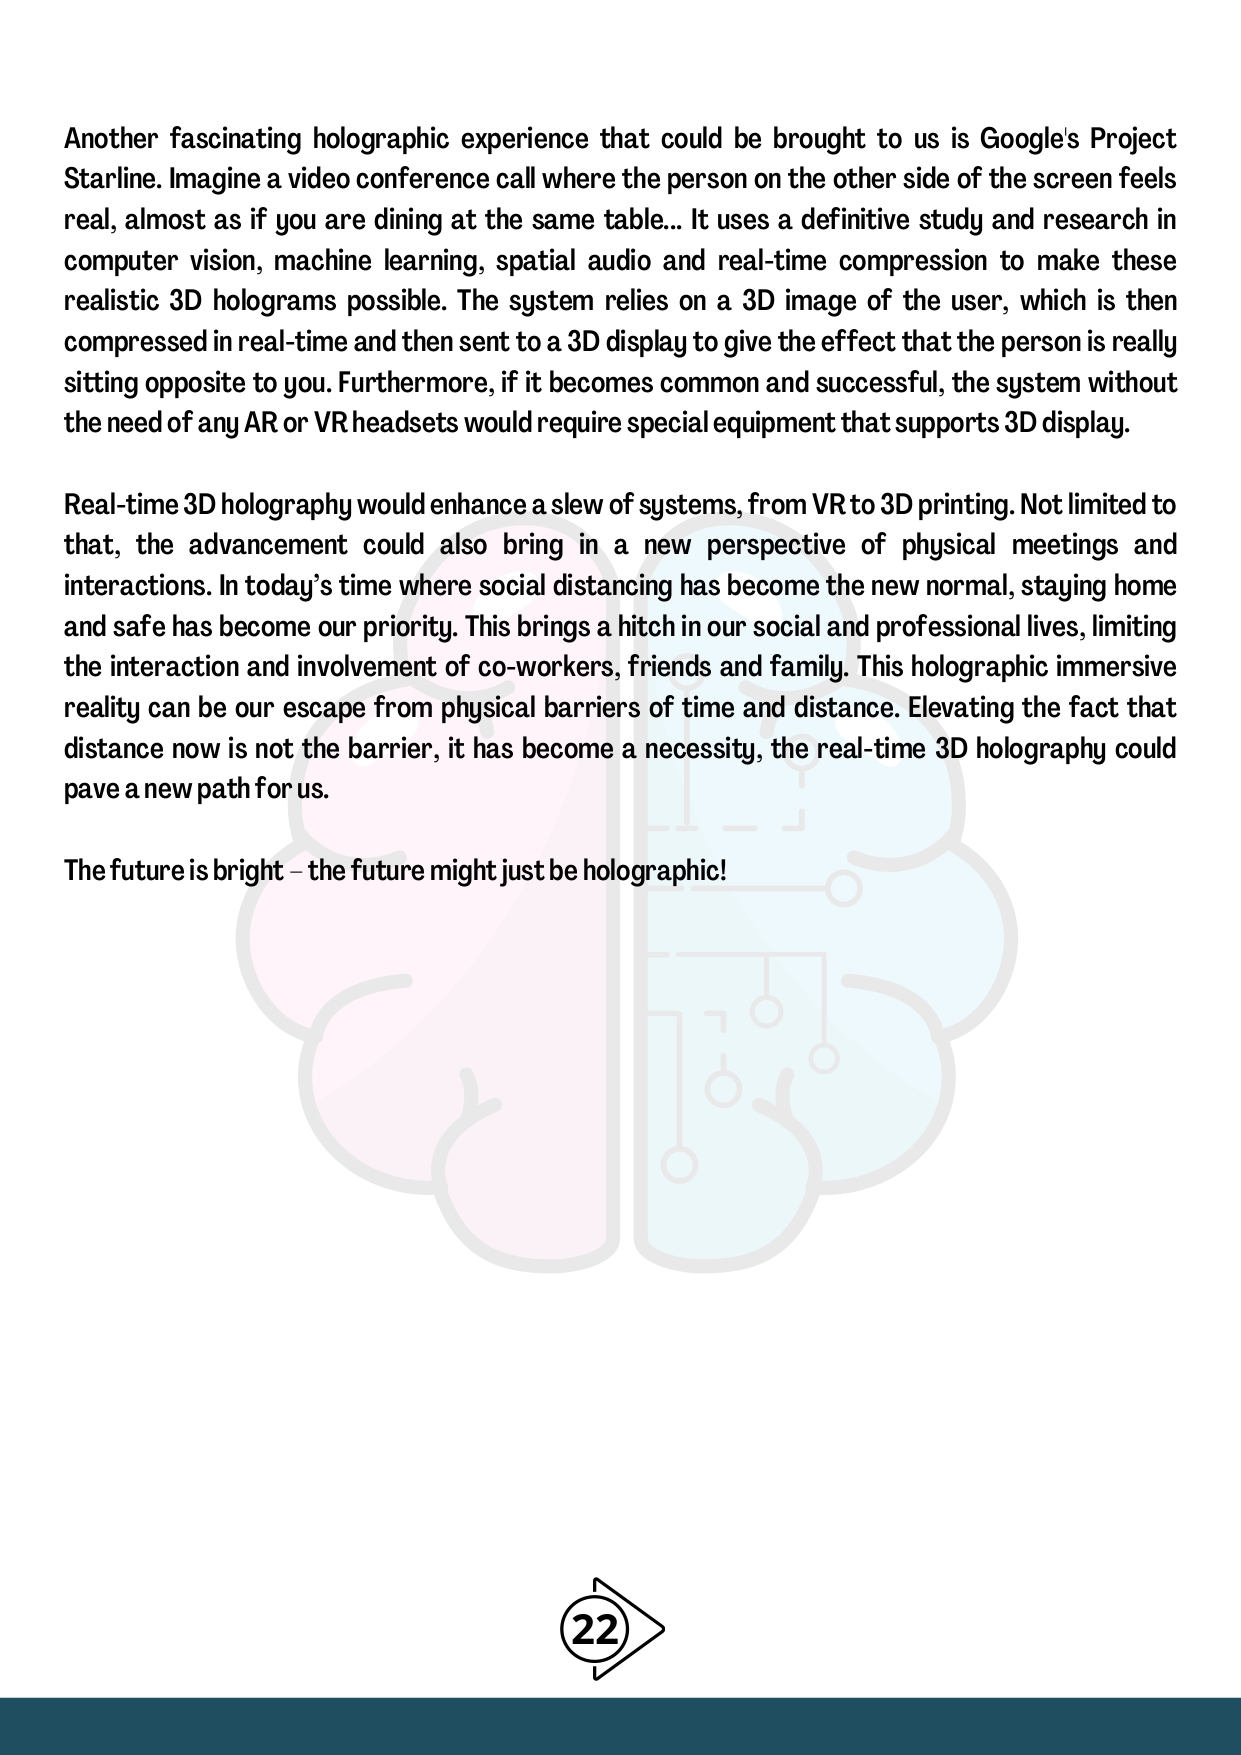 Another fascinating holographic experience that could be brought to us is Google's Project
Starline. Imagine a video conference call where the person on the other side of the screen feels
real, almost as if you are dining at the same table... It uses a definitive study and research in
computer vision, machine learning, spatial audio and real-time compression to make these
realistic 3D holograms possible. The system relies on a 3D image of the user, which is then
compressed in real-time and then sent to a 3D display to give the effect that the person is really
sitting opposite to you. Furthermore, if it becomes common and successful, the system without
the need of any AR or VR headsets would require special equipment that supports 3D display.
Real-time 3D holography would enhance a slew of systems, from VR to 3D printing. Not limited to
that, the advancement could also bring in a new perspective of physical meetings and
interactions. In today’s time where social distancing has become the new normal, staying home
and safe has become our priority. This brings a hitch in our social and professional lives, limiting
the interaction and involvement of co-workers, friends and family. This holographic immersive
reality can be our escape from physical barriers of time and distance. Elevating the fact that
distance now is not the barrier, it has become a necessity, the real-time 3D holography could
pave a new path for us.
The future is bright – the future might just be holographic!
22